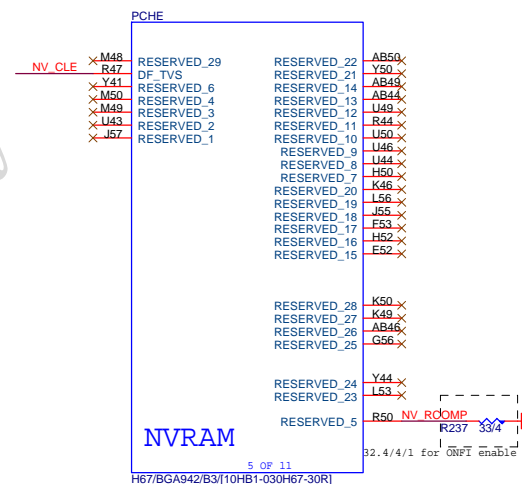 PCHE
M48 RESERVED_29 RESERVED_22 AB50
NV_CLE R47 DF_TVS RESERVED_21 Y50
Y41 RESERVED_6 RESERVED_14 AB49
M50 RESERVED_4 RESERVED_13 AB44
M49 RESERVED_3 RESERVED_12 U49
U43 RESERVED_2 RESERVED_11 R44
J57 RESERVED_1 RESERVED_10 U50
RESERVED_9 U46
RESERVED_8 U44
RESERVED_7 H50
RESERVED_20 K46
RESERVED_19 L56
RESERVED_18 J55
RESERVED_17 F53
RESERVED_16 H52
RESERVED_15 E52
RESERVED_28 K50
RESERVED_27 K49
RESERVED_26 AB46
RESERVED_25 G56
RESERVED_24 Y44
RESERVED_23 L53
RESERVED_5 R50 NV_RCOMP
R237 33/4
NVRAM
32.4/4/1 for ONFI enable
5 OF 11
H67/BGA942/B3/[10HB1-030H67-30R]